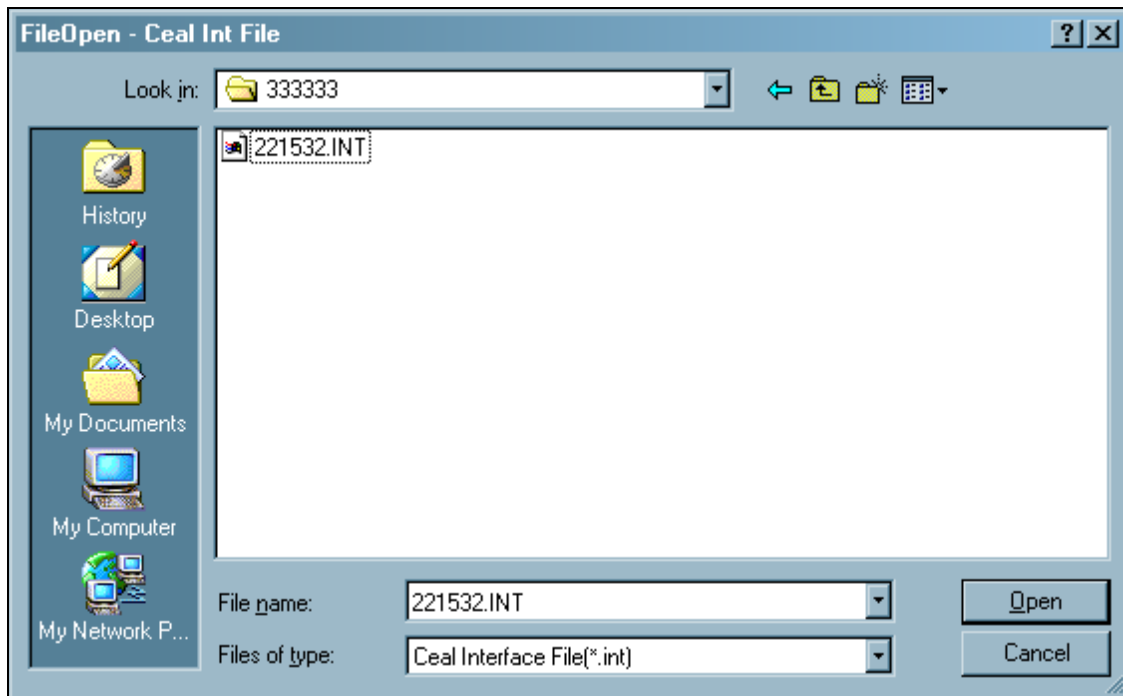 FileOpen - Ceal Int File
Look in: 333333
221532.INT
History
Desktop
My Documents
My Computer
My Network P...
File name: 221532.INT Open
Files of type: Ceal Interface File(*.int) Cancel